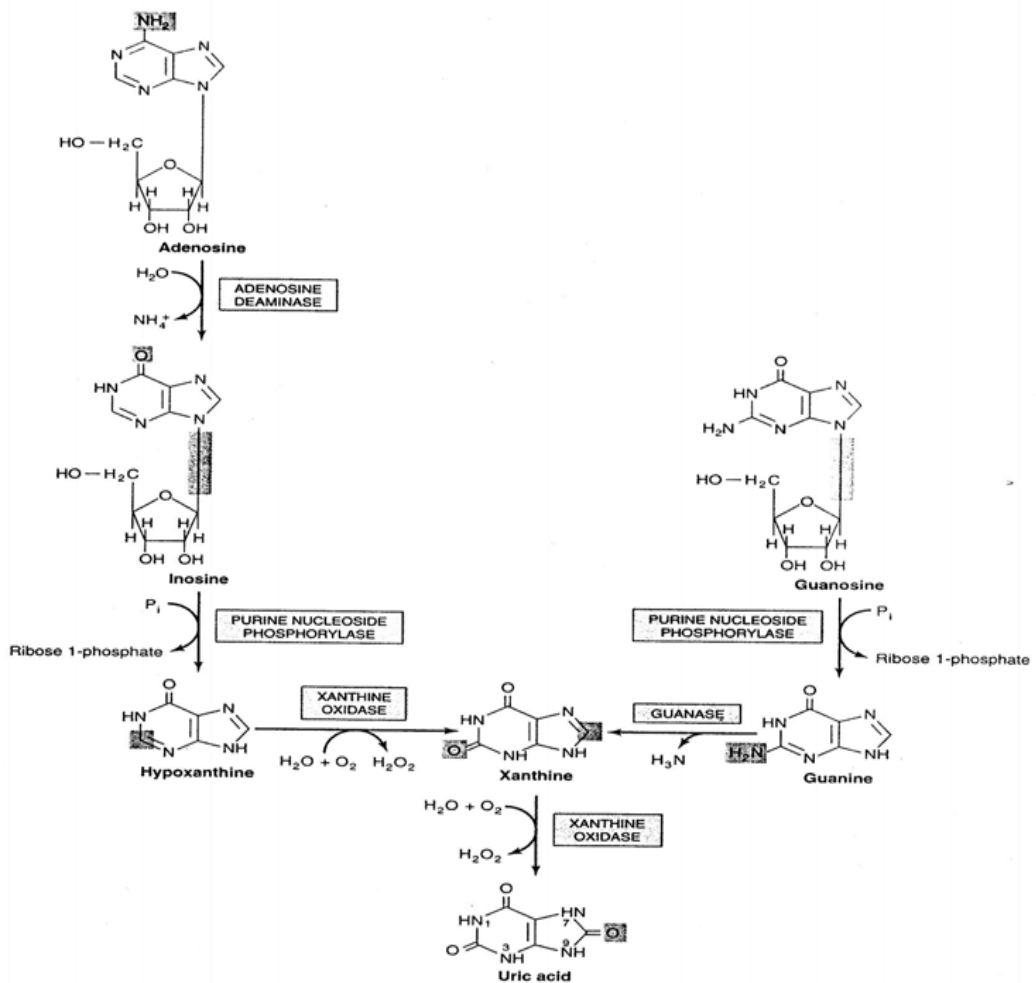 NH₂
N
N
N
N
HO—H₂C
O
H
H
H
H
OH
OH
Adenosine
H₂O
ADENOSINE
DEAMINASE
NH₄⁺
O
HN
N
N
N
HO—H₂C
O
H
H
H
H
OH
OH
Inosine
O
HN
N
H₂N
N
N
HO—H₂C
O
H
H
H
H
OH
OH
Guanosine
Pᵢ
PURINE NUCLEOSIDE
PHOSPHORYLASE
Ribose 1-phosphate
PURINE NUCLEOSIDE
PHOSPHORYLASE
Pᵢ
Ribose 1-phosphate
O
HN
N
N
NH
Hypoxanthine
XANTHINE
OXIDASE
H₂O + O₂
H₂O₂
O
HN
N
O
NH
NH
Xanthine
GUANASE
H₃N
O
HN
N
H₂N
N
NH
Guanine
H₂O + O₂
XANTHINE
OXIDASE
H₂O₂
O
HN
1
HN
7
O
O
3
NH
9
NH
Uric acid